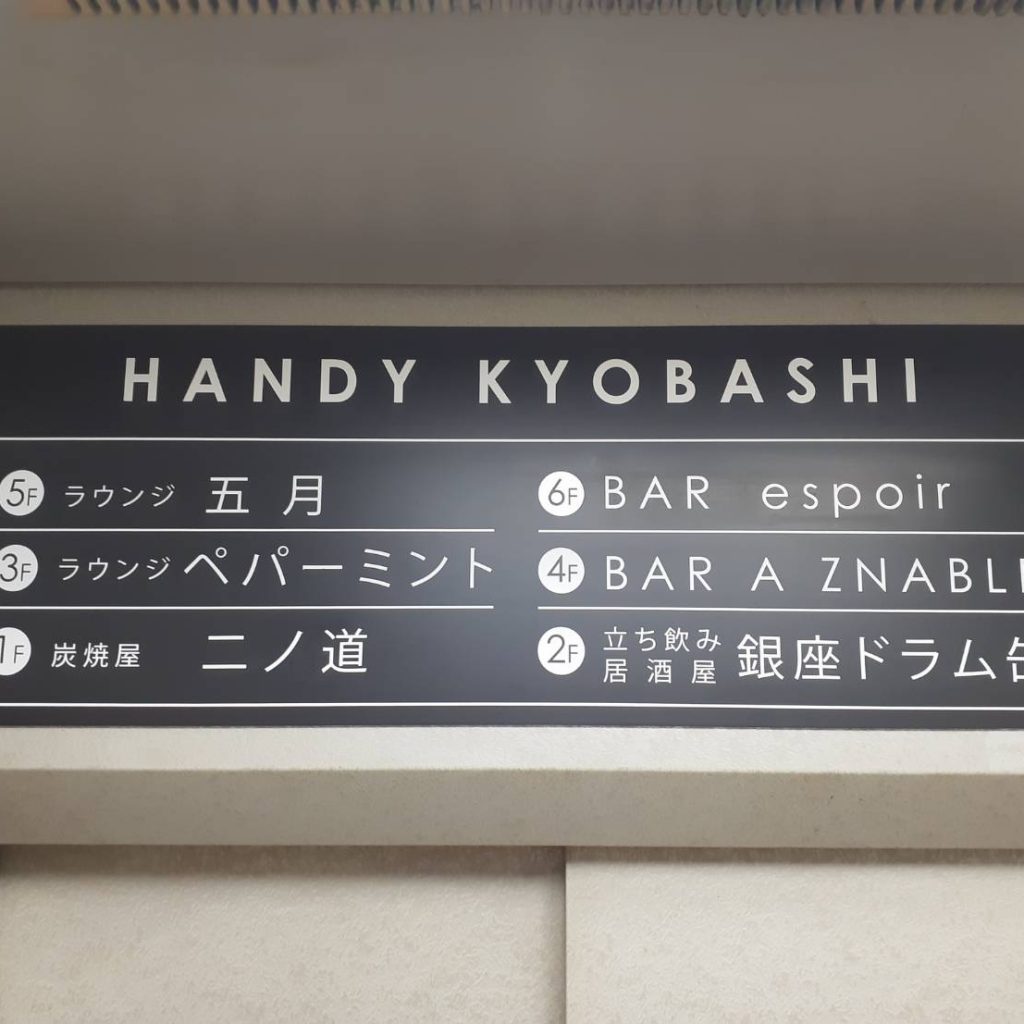 HANDY KYOBASHI
5F ラウンジ 五月
6F BAR espoir
3F ラウンジ ペパーミント
4F BAR A ZNABL
1F 炭焼屋 二ノ道
2F 立ち飲み居酒屋 銀座ドラム缶